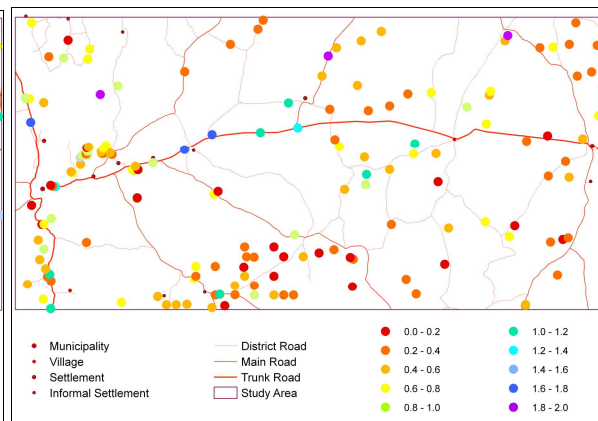 Municipality
Village
Settlement
Informal Settlement
District Road
Main Road
Trunk Road
Study Area
0.0 - 0.2
0.2 - 0.4
0.4 - 0.6
0.6 - 0.8
0.8 - 1.0
1.0 - 1.2
1.2 - 1.4
1.4 - 1.6
1.6 - 1.8
1.8 - 2.0